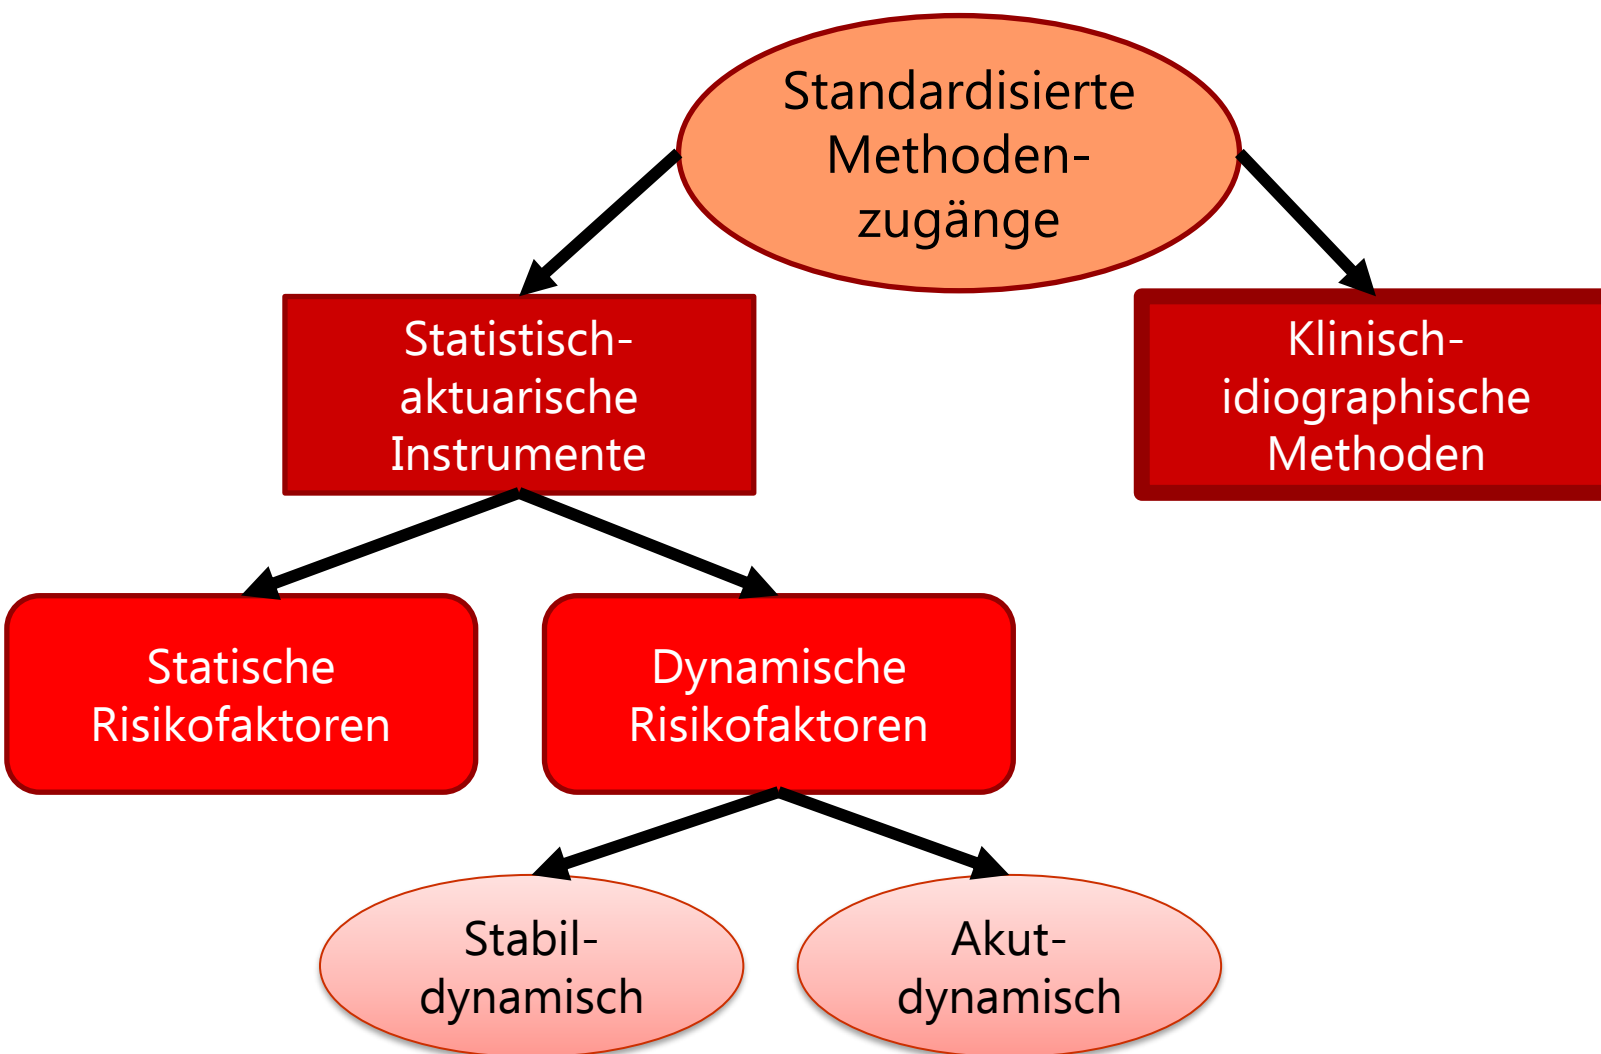 Standardisierte
Methoden-
zugänge
Statistisch-
aktuarische
Instrumente
Klinisch-
idiographische
Methoden
Statische
Risikofaktoren
Dynamische
Risikofaktoren
Stabil-
dynamisch
Akut-
dynamisch